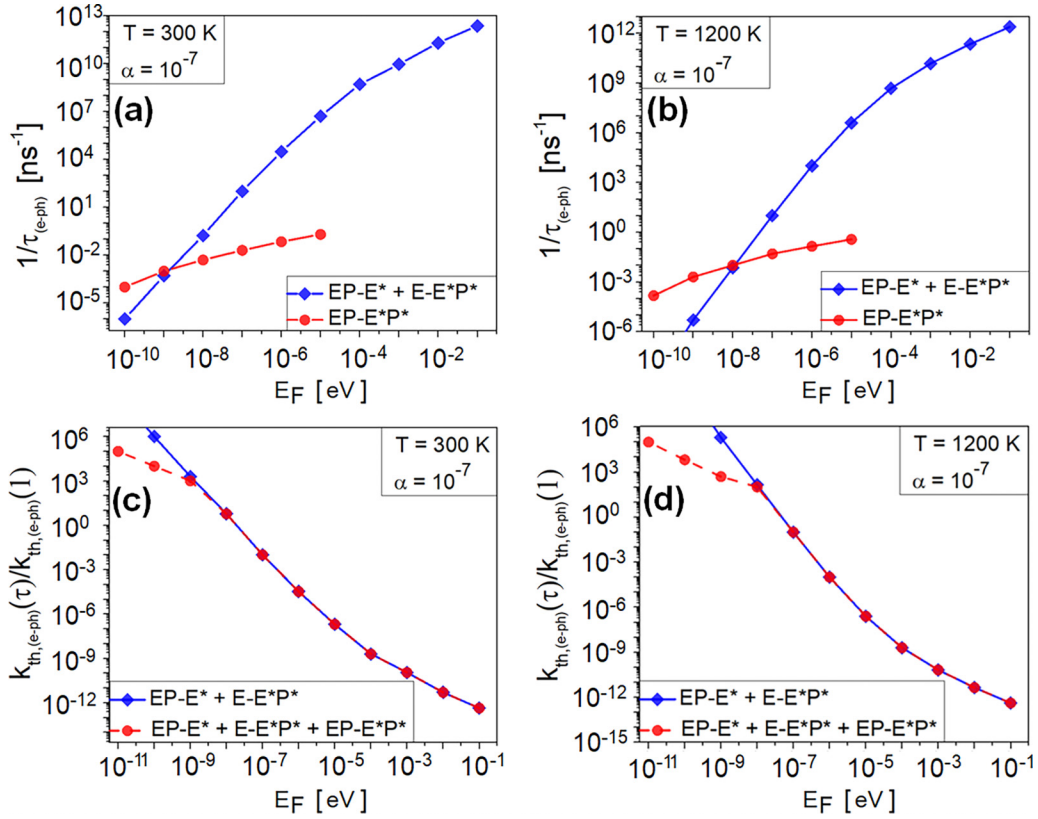 10^13
10^10
10^7
10^4
10^1
10^-2
10^-5
1/τ(e-ph) [ns^-1]
T = 300 K
α = 10^-7
(a)
EP-E* + E-E*P*
EP-E*P*
10^-10 10^-8 10^-6 10^-4 10^-2
E_F [eV]
10^12
10^9
10^6
10^3
10^0
10^-3
10^-6
1/τ(e-ph) [ns^-1]
T = 1200 K
α = 10^-7
(b)
EP-E* + E-E*P*
EP-E*P*
10^-10 10^-8 10^-6 10^-4 10^-2
E_F [eV]
10^6
10^3
10^0
10^-3
10^-6
10^-9
10^-12
k_th,(e-ph)(τ)/k_th,(e-ph)(1)
T = 300 K
α = 10^-7
(c)
EP-E* + E-E*P*
EP-E* + E-E*P* + EP-E*P*
10^-11 10^-9 10^-7 10^-5 10^-3 10^-1
E_F [eV]
10^6
10^3
10^0
10^-3
10^-6
10^-9
10^-12
10^-15
k_th,(e-ph)(τ)/k_th,(e-ph)(1)
T = 1200 K
α = 10^-7
(d)
EP-E* + E-E*P*
EP-E* + E-E*P* + EP-E*P*
10^-11 10^-9 10^-7 10^-5 10^-3 10^-1
E_F [eV]